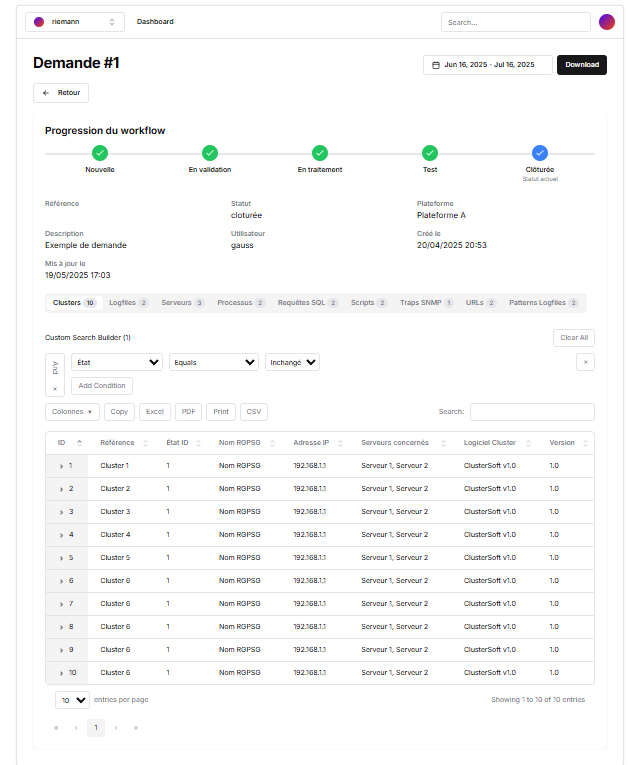 riemann Dashboard Search...
Demande #1 Jun 16, 2025 - Jul 16, 2025 Download
Retour
Progression du workflow
Nouvelle En validation En traitement Test Clôturée
Statut actuel
Référence Statut Plateforme
cloturée Plateforme A
Description Utilisateur Créé le
Exemple de demande gauss 20/04/2025 20:53
Mis à jour le
19/05/2025 17:03
Clusters 10 Logfiles 2 Serveurs 3 Processus 2 Requêtes SQL 2 Scripts 2 Traps SNMP 1 URLs 2 Patterns Logfiles 2
Custom Search Builder (1) Clear All
And État Equals Inchangé ×
× Add Condition
Colonnes ▼ Copy Excel PDF Print CSV Search:
ID Référence État ID Nom RGPSG Adresse IP Serveurs concernés Logiciel Cluster Version
1 Cluster 1 1 Nom RGPSG 192.168.1.1 Serveur 1, Serveur 2 ClusterSoft v1.0 1.0
2 Cluster 2 1 Nom RGPSG 192.168.1.1 Serveur 1, Serveur 2 ClusterSoft v1.0 1.0
3 Cluster 3 1 Nom RGPSG 192.168.1.1 Serveur 1, Serveur 2 ClusterSoft v1.0 1.0
4 Cluster 4 1 Nom RGPSG 192.168.1.1 Serveur 1, Serveur 2 ClusterSoft v1.0 1.0
5 Cluster 5 1 Nom RGPSG 192.168.1.1 Serveur 1, Serveur 2 ClusterSoft v1.0 1.0
6 Cluster 6 1 Nom RGPSG 192.168.1.1 Serveur 1, Serveur 2 ClusterSoft v1.0 1.0
7 Cluster 6 1 Nom RGPSG 192.168.1.1 Serveur 1, Serveur 2 ClusterSoft v1.0 1.0
8 Cluster 6 1 Nom RGPSG 192.168.1.1 Serveur 1, Serveur 2 ClusterSoft v1.0 1.0
9 Cluster 6 1 Nom RGPSG 192.168.1.1 Serveur 1, Serveur 2 ClusterSoft v1.0 1.0
10 Cluster 6 1 Nom RGPSG 192.168.1.1 Serveur 1, Serveur 2 ClusterSoft v1.0 1.0
10 entries per page Showing 1 to 10 of 10 entries
« ‹ 1 › »